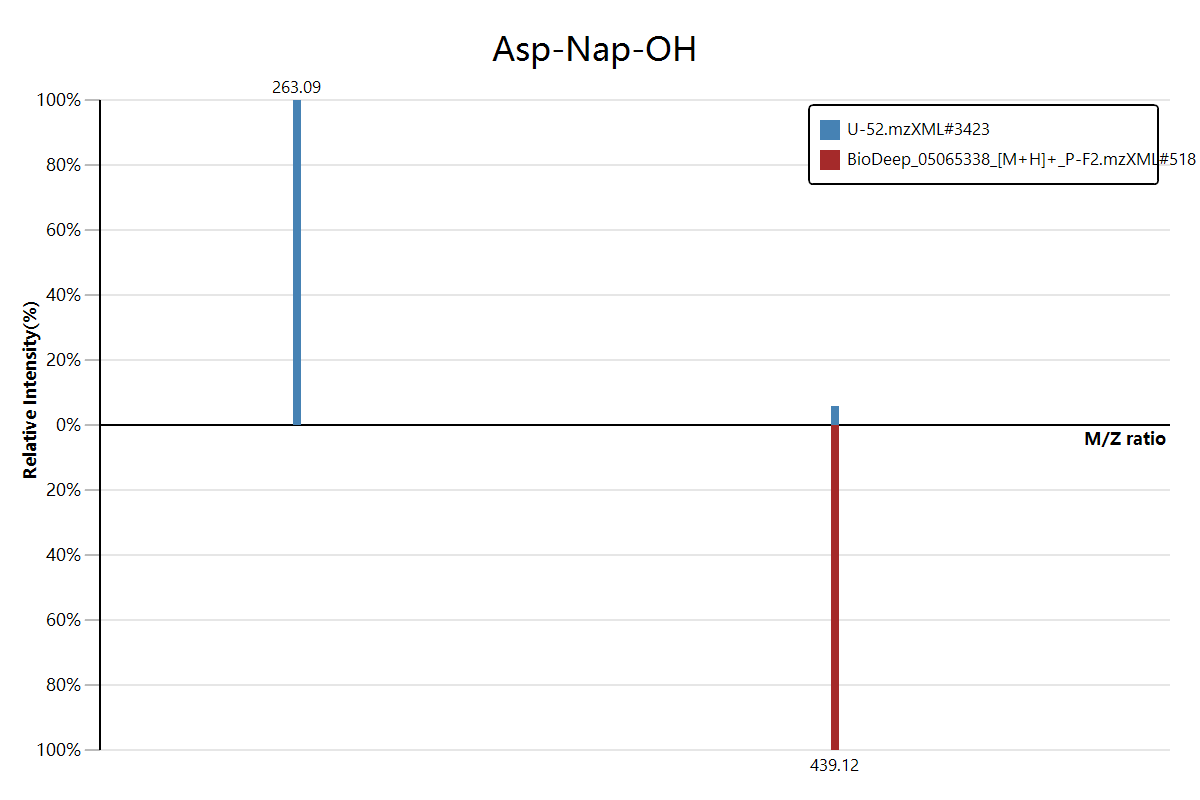 Asp-Nap-OH
263.09
100%
80%
60%
40%
20%
0%
20%
40%
60%
80%
100%
Relative Intensity(%)
U-52.mzXML#3423
BioDeep_05065338_[M+H]+_P-F2.mzXML#518
M/Z ratio
439.12